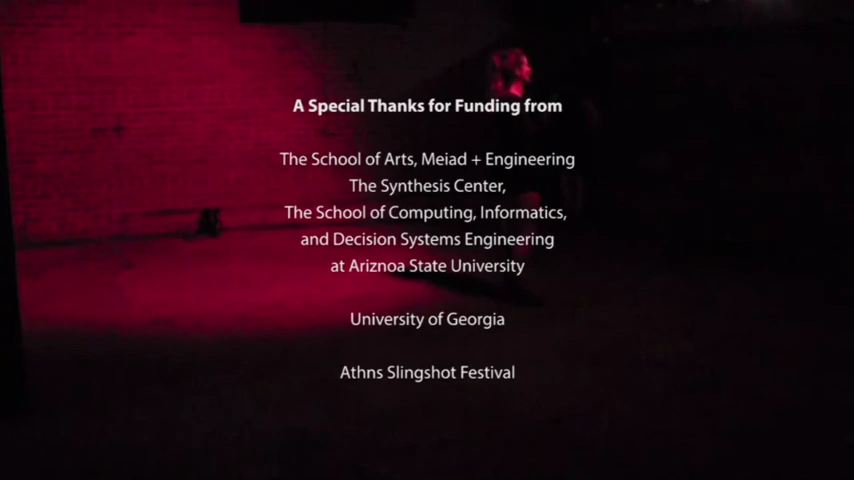 A Special Thanks for Funding from
The School of Arts, Meiad + Engineering
The Synthesis Center,
The School of Computing, Informatics,
and Decision Systems Engineering
at Ariznoa State University
University of Georgia
Athns Slingshot Festival